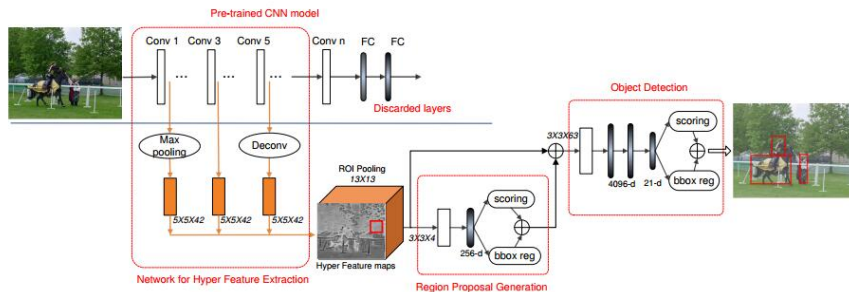 Pre-trained CNN model
Conv 1
Conv 3
Conv 5
Conv n
FC
FC
...
...
...
Discarded layers
Max
pooling
Deconv
5X5X42
5X5X42
5X5X42
Network for Hyper Feature Extraction
ROI Pooling
13X13
Hyper Feature maps
3X3X4
256-d
scoring
bbox reg
Region Proposal Generation
Object Detection
3X3X63
4096-d
21-d
scoring
bbox reg